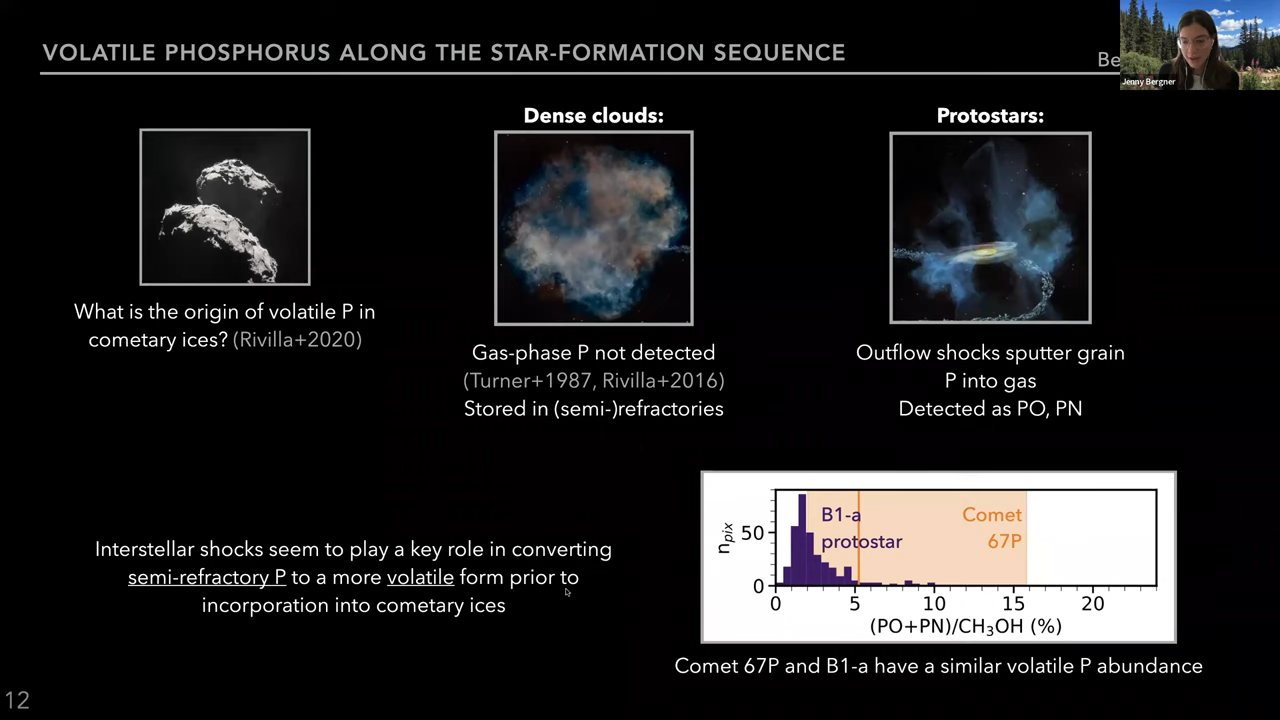 VOLATILE PHOSPHORUS ALONG THE STAR-FORMATION SEQUENCE
Jenny Bergner
Dense clouds:
Protostars:
What is the origin of volatile P in
cometary ices? (Rivilla+2020)
Gas-phase P not detected
(Turner+1987, Rivilla+2016)
Stored in (semi-)refractories
Outflow shocks sputter grain
P into gas
Detected as PO, PN
Interstellar shocks seem to play a key role in converting
semi-refractory P to a more volatile form prior to
incorporation into cometary ices
B1-a
protostar
Comet
67P
n_pix
50
0
0 5 10 15 20
(PO+PN)/CH₃OH (%)
Comet 67P and B1-a have a similar volatile P abundance
12